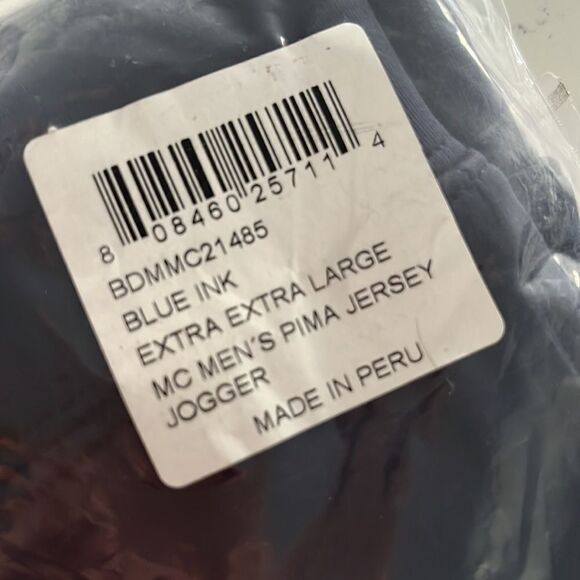 8 08460 25711 4
BDMMC21485
BLUE INK
EXTRA EXTRA LARGE
MC MEN'S PIMA JERSEY
JOGGER
MADE IN PERU